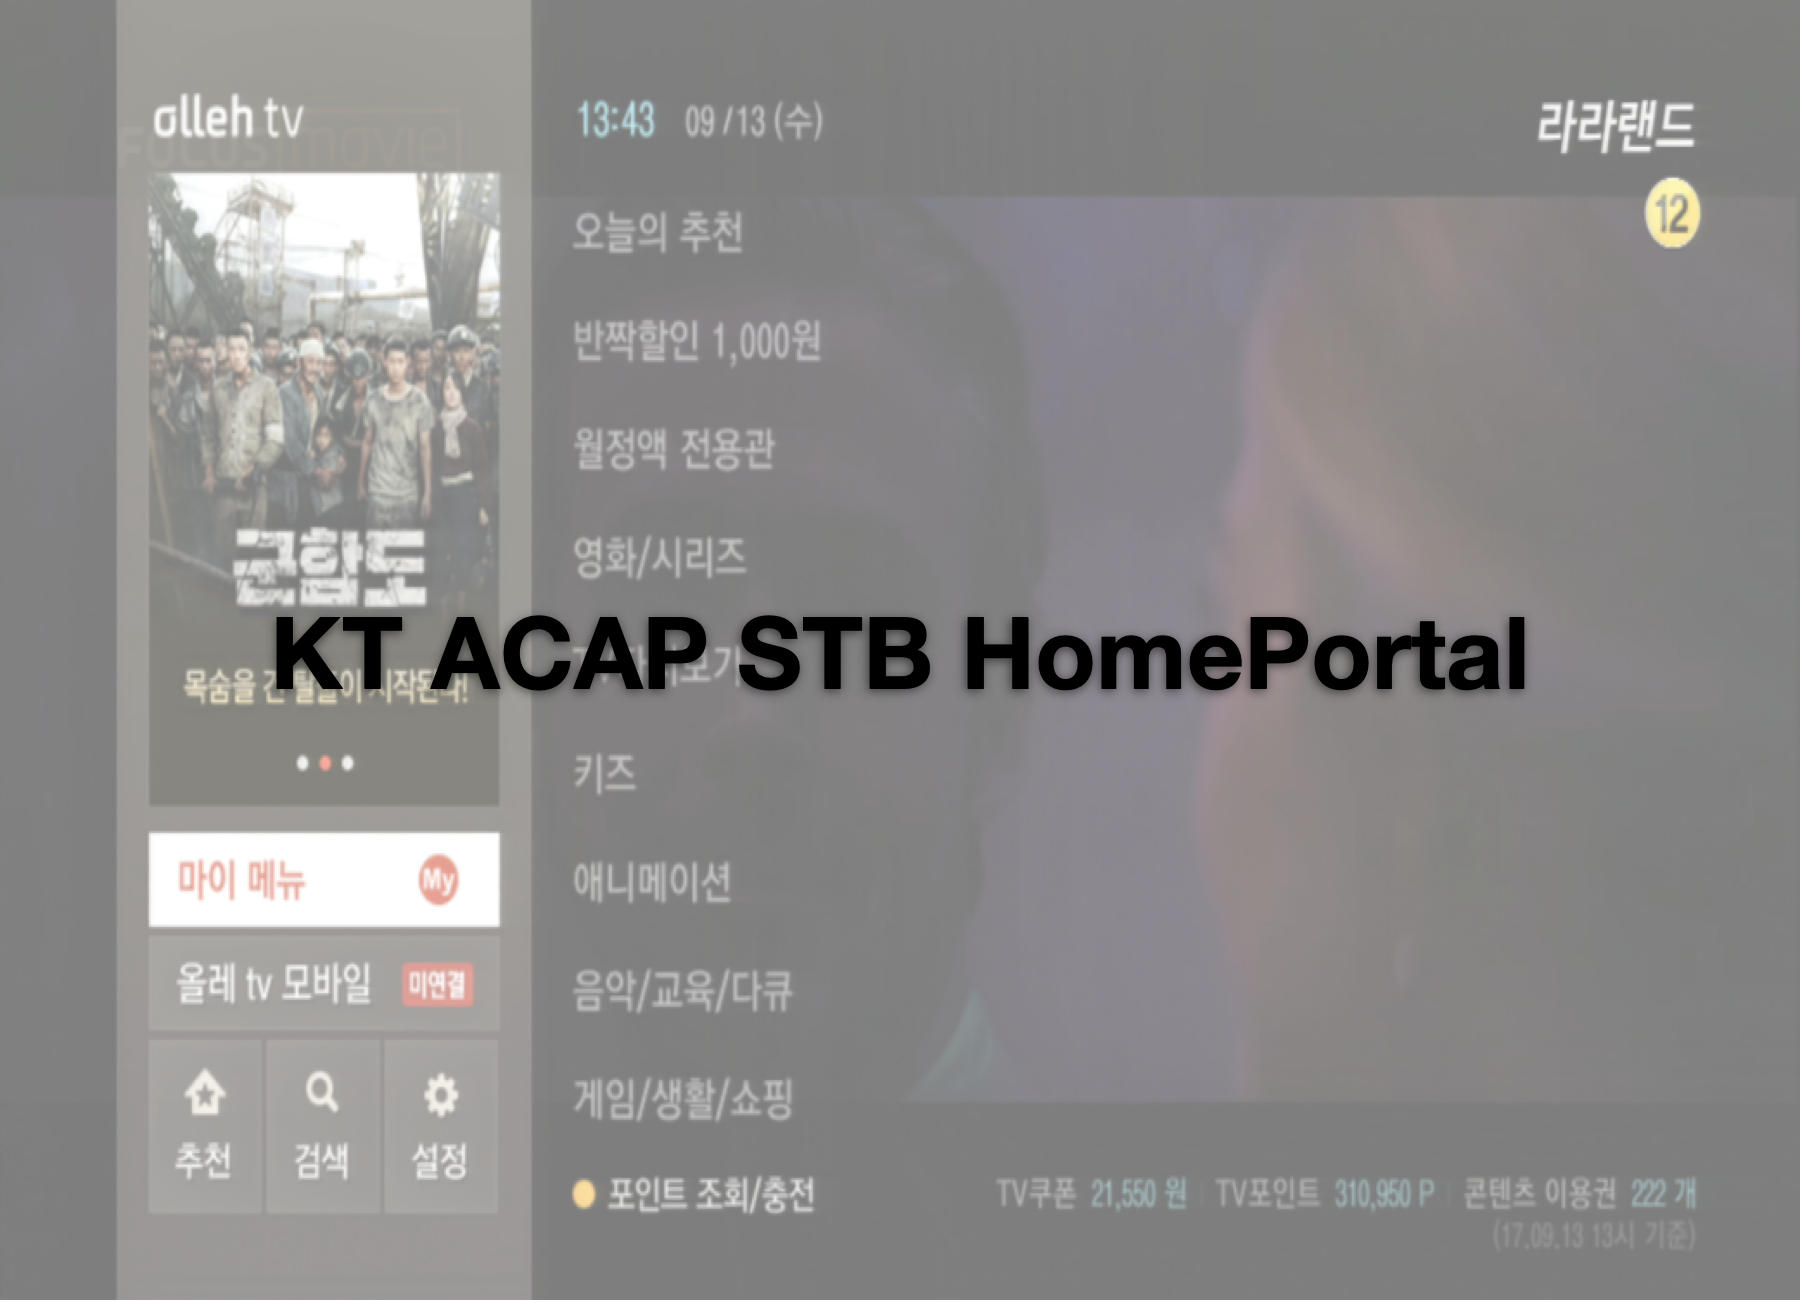 olleh tv
FOCUS movie
13:43 09/13 (수)
라라랜드
12
오늘의 추천
반짝할인 1,000원
월정액 전용관
영화/시리즈
군함도
KT ACAP STB HomePortal
목숨을 건 탈출이 시작된다!
키즈
마이 메뉴 My
애니메이션
올레 tv 모바일 미연결
음악/교육/다큐
게임/생활/쇼핑
추천 검색 설정
포인트 조회/충전
TV쿠폰 21,550 원 TV포인트 310,950 P 콘텐츠 이용권 222 개
(17.09.13 13시 기준)